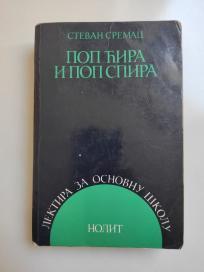 СТЕВАН СРЕМАЦ
ПОП ЋИРА
И ПОП СПИРА
ЛЕКТИРА ЗА ОСНОВНУ ШКОЛУ
НОЛИТ